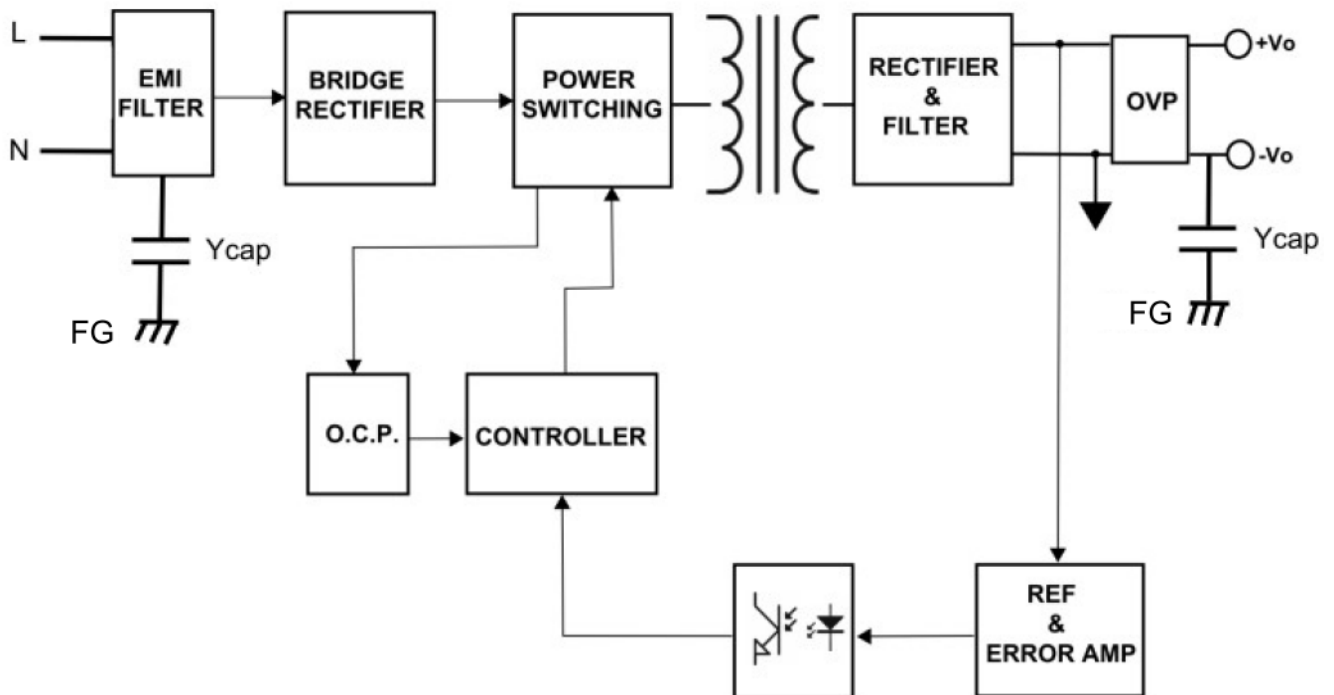 L
N
EMI
FILTER
BRIDGE
RECTIFIER
POWER
SWITCHING
RECTIFIER
&
FILTER
OVP
+Vo
-Vo
Ycap
FG
Ycap
FG
O.C.P.
CONTROLLER
REF
&
ERROR AMP